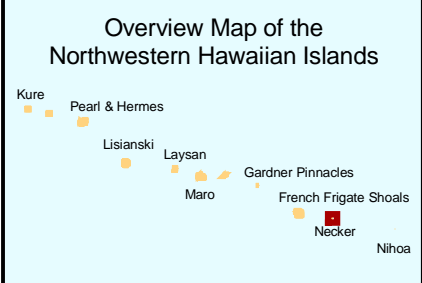 Overview Map of the
Northwestern Hawaiian Islands
Kure
Pearl & Hermes
Lisianski
Laysan
Maro
Gardner Pinnacles
French Frigate Shoals
Necker
Nihoa